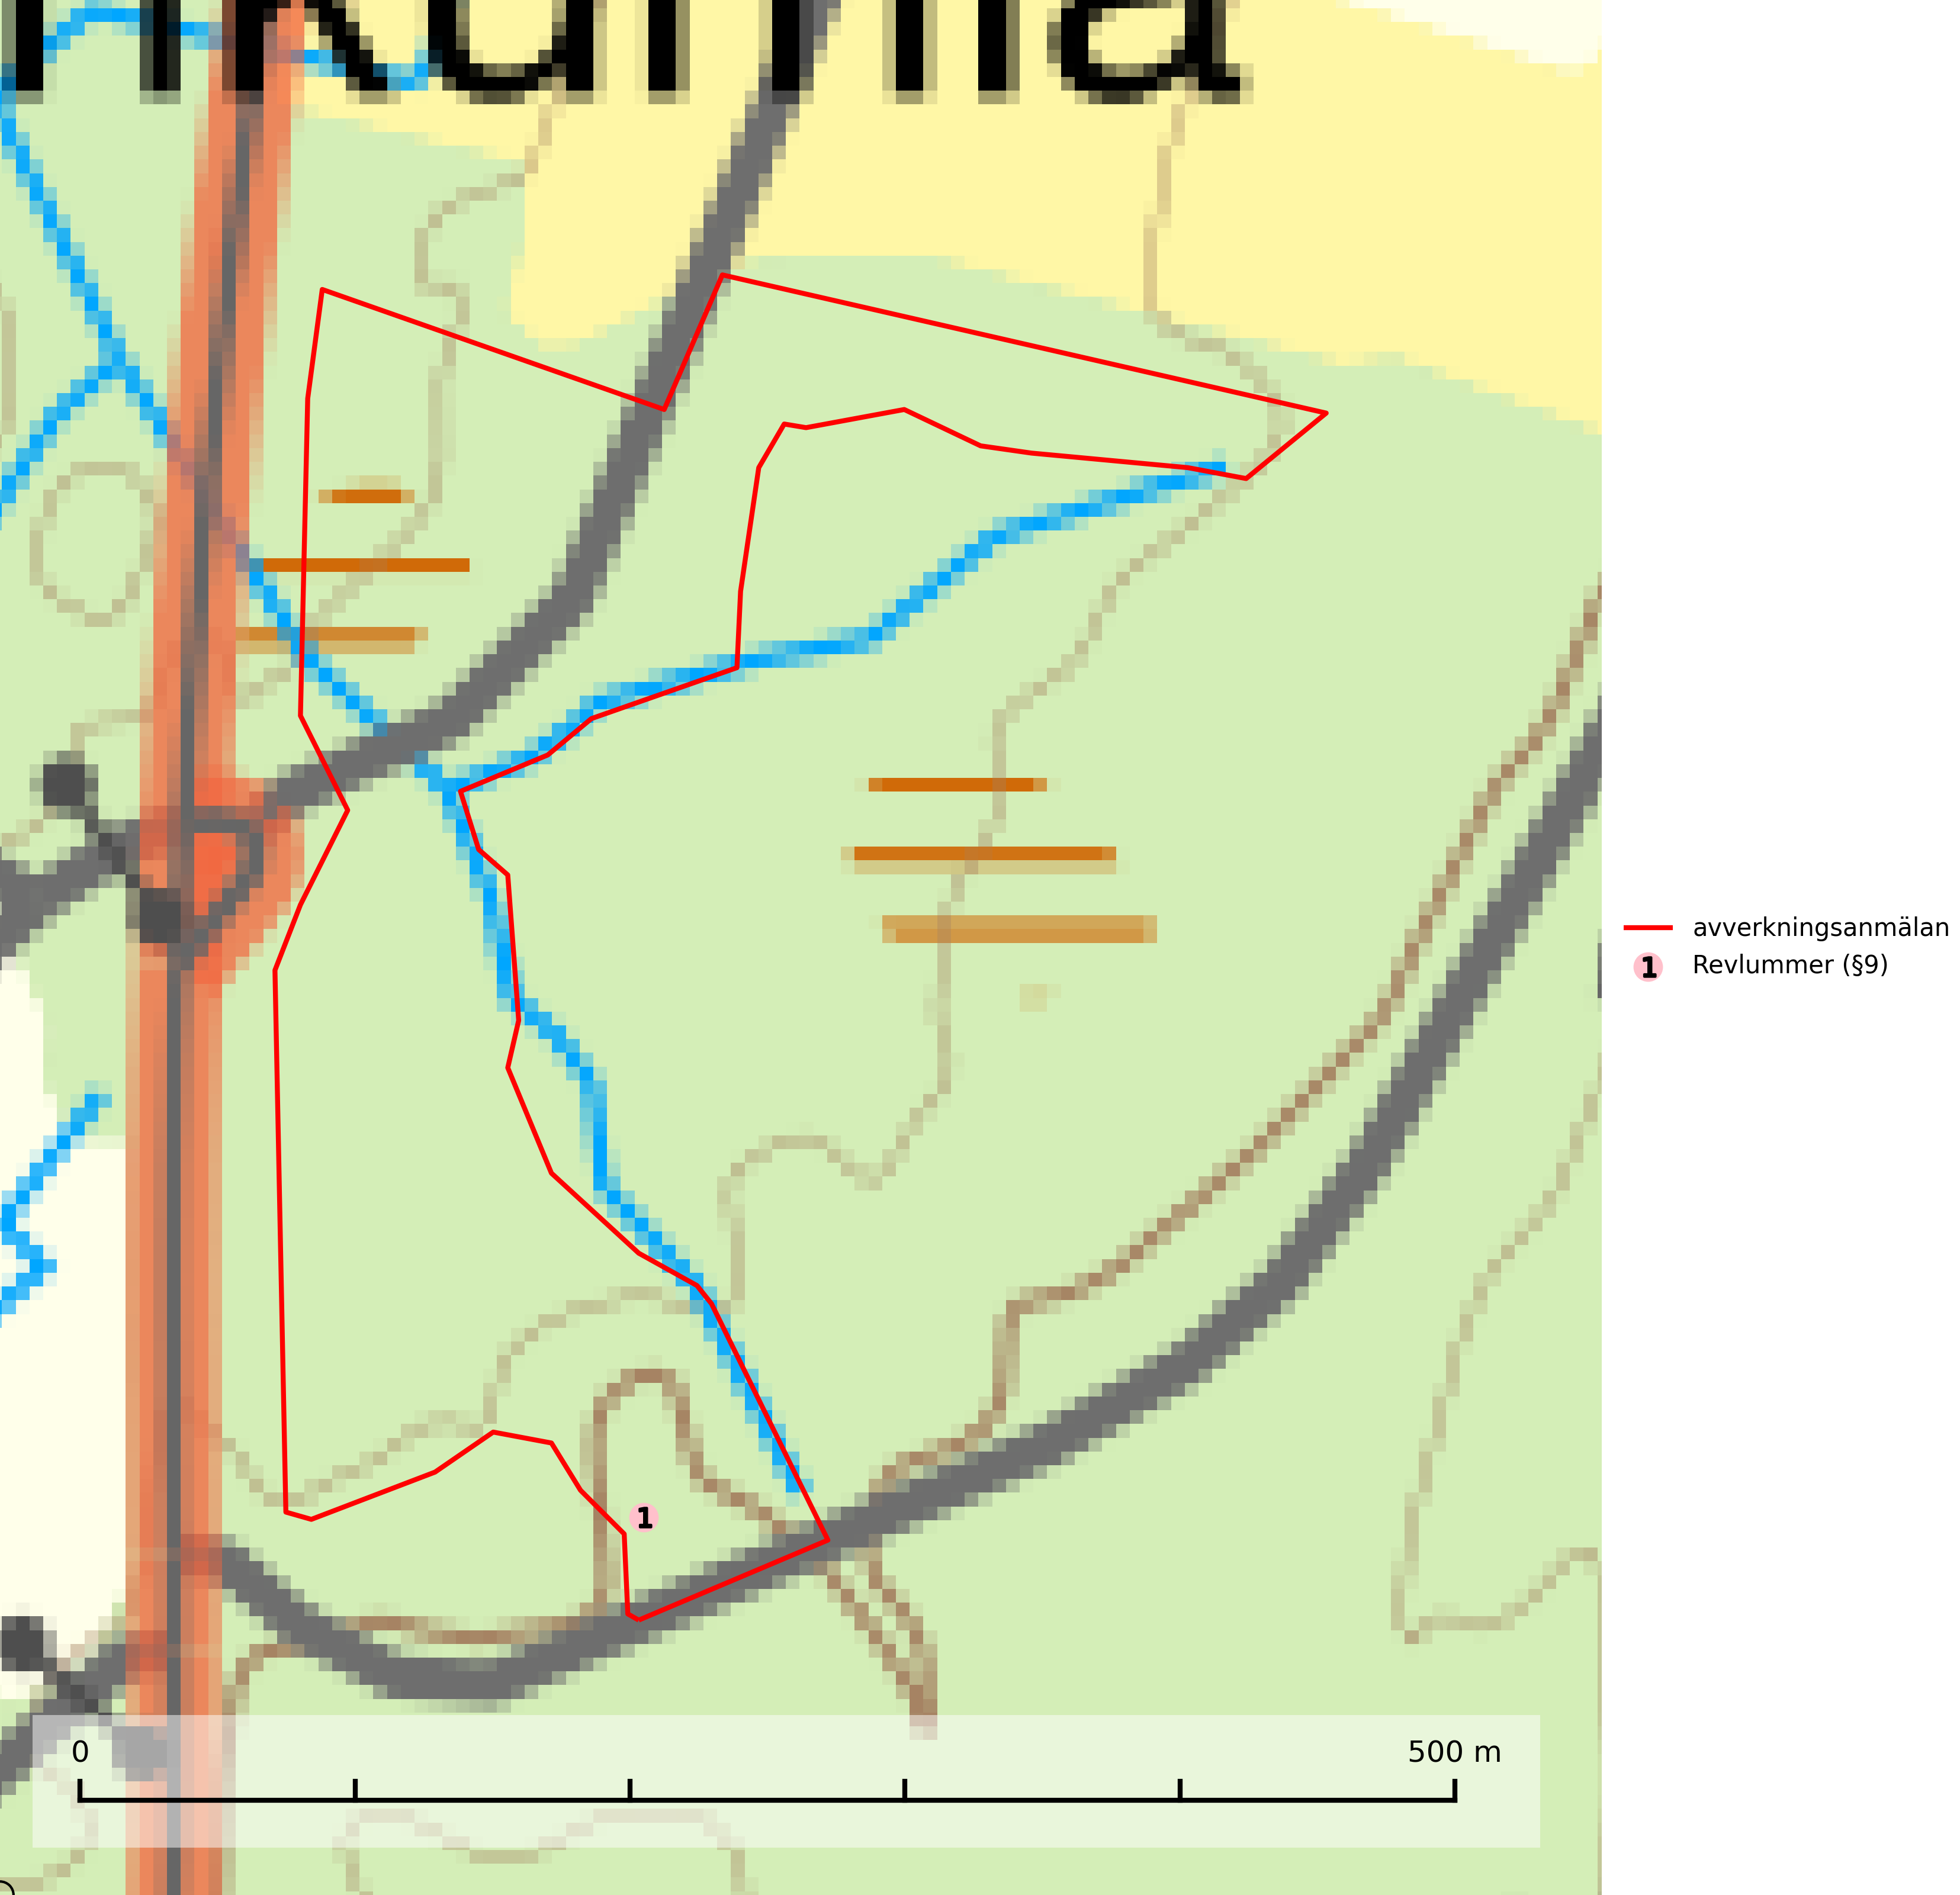 avverkningsanmälan
1 Revlummer (§9)
1
0 500 m